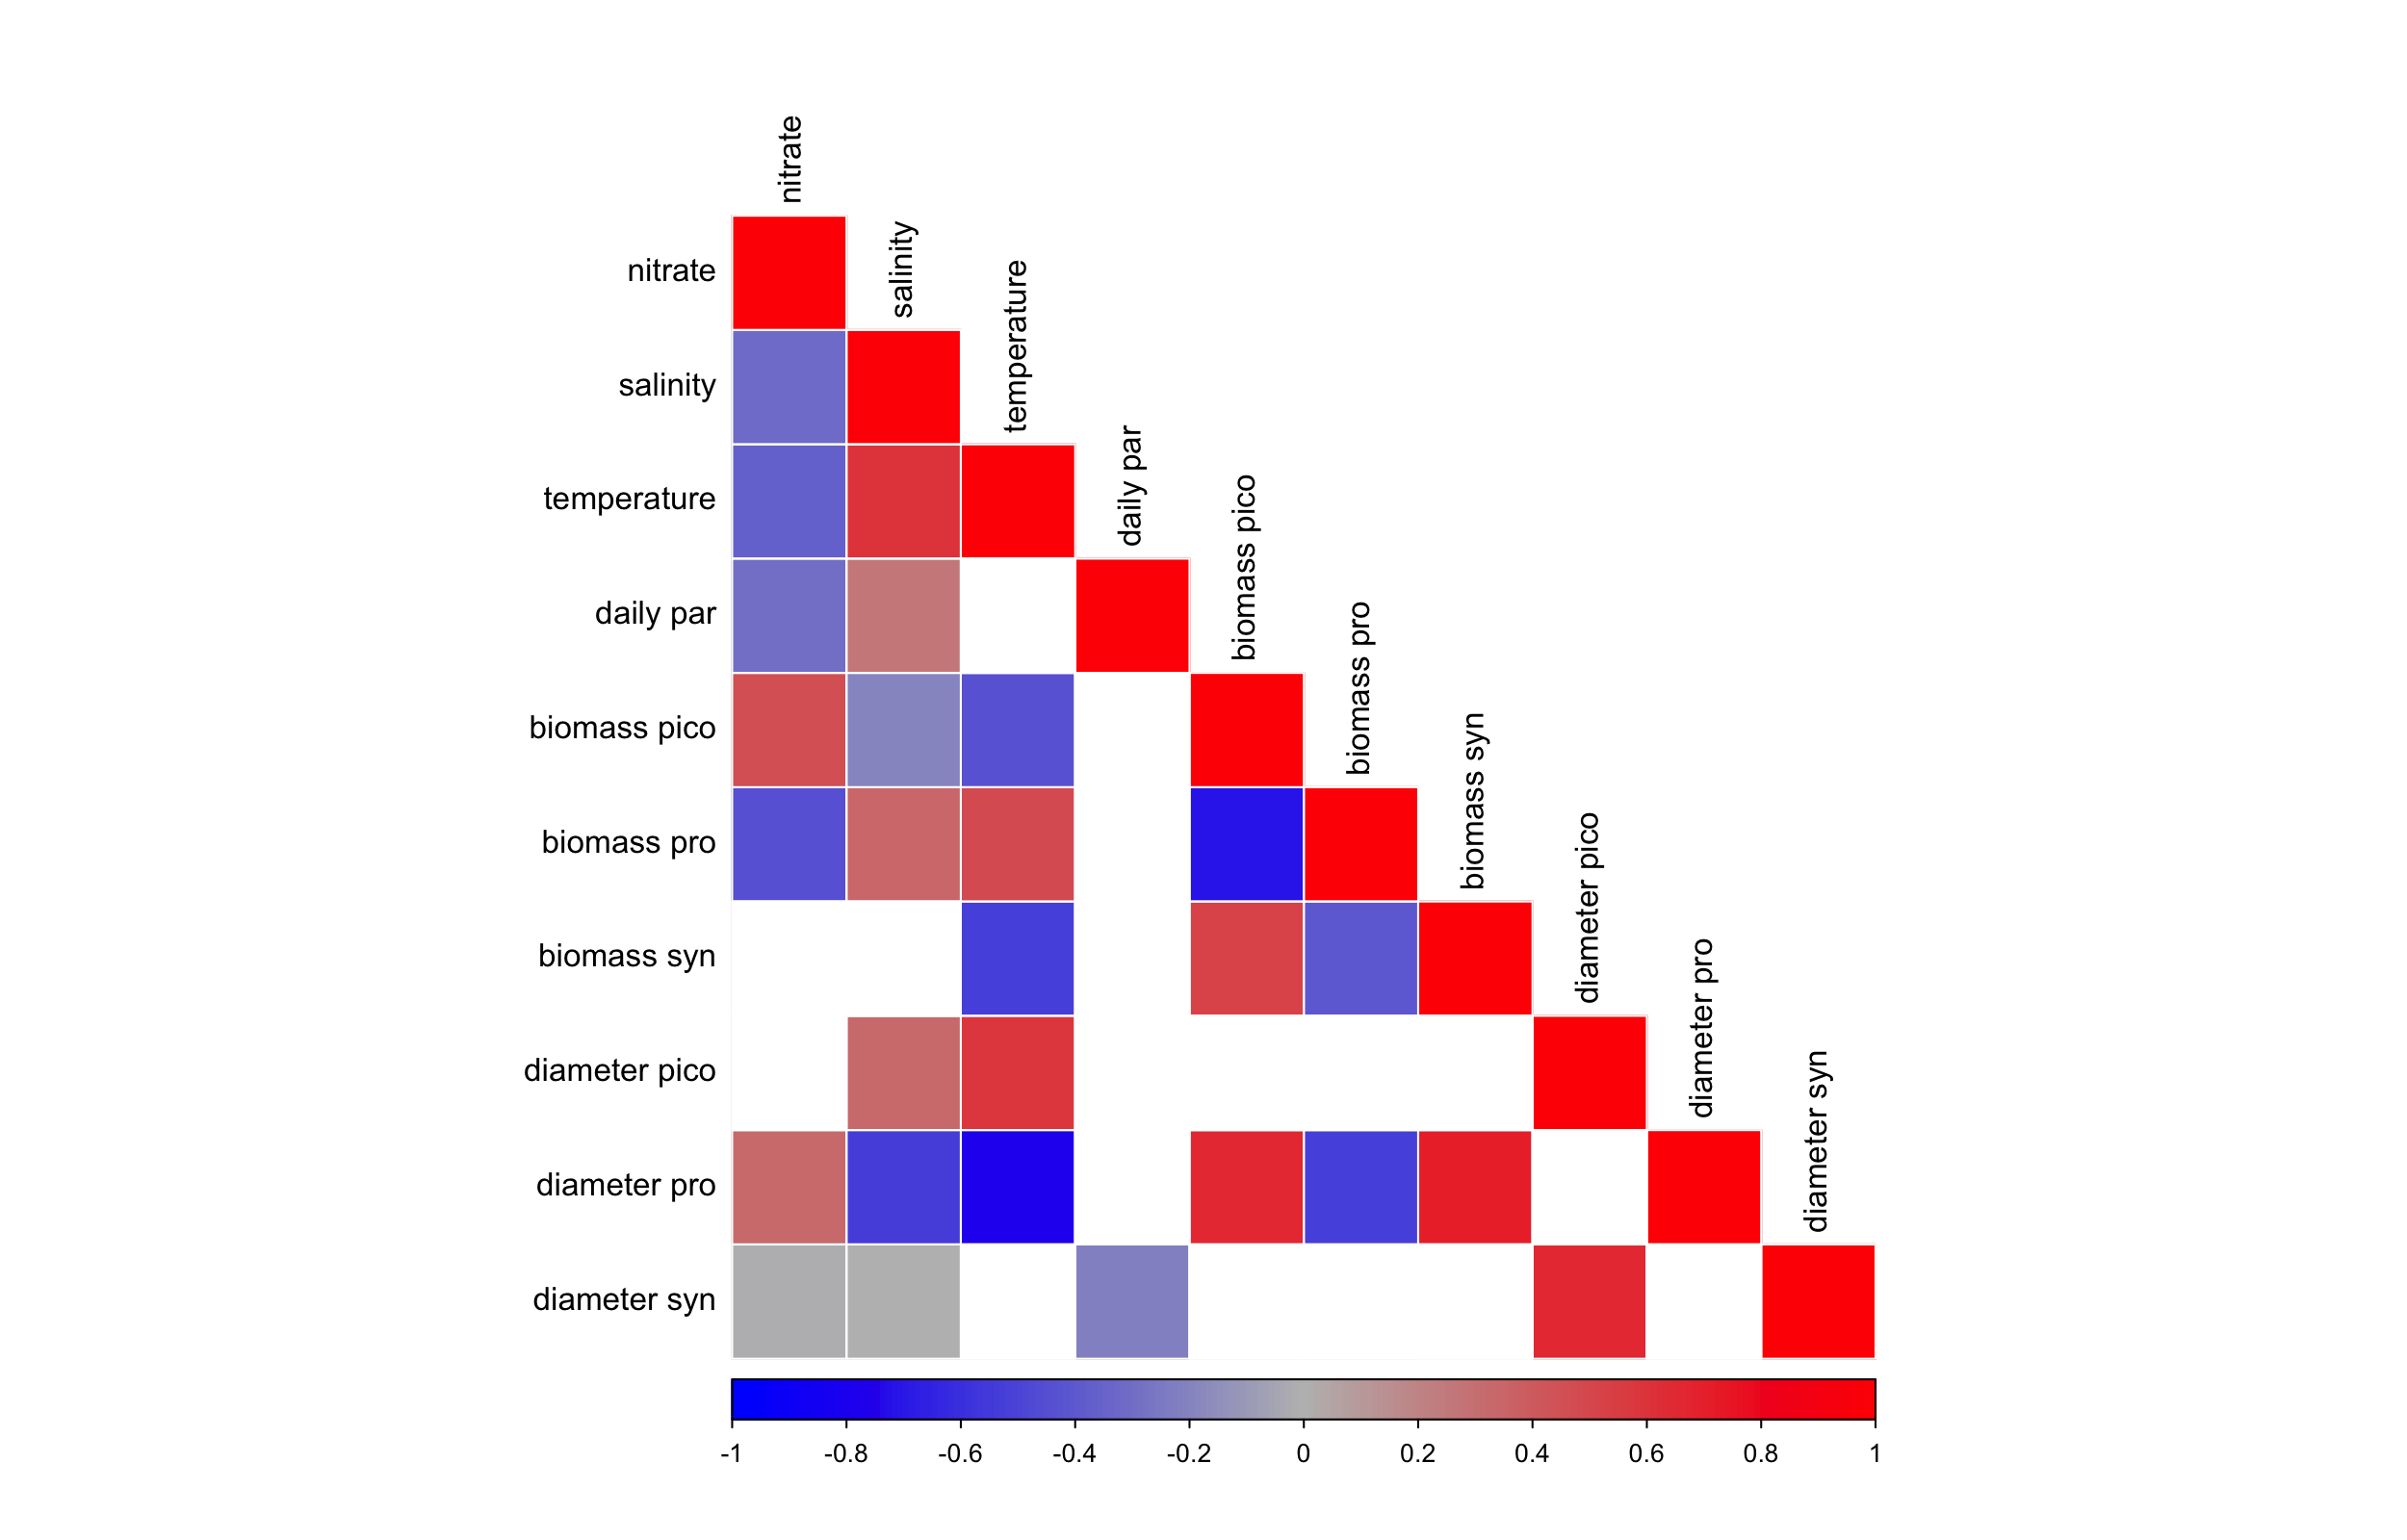 nitrate
salinity
temperature
daily par
biomass pico
biomass pro
biomass syn
diameter pico
diameter pro
diameter syn
nitrate
salinity
temperature
daily par
biomass pico
biomass pro
biomass syn
diameter pico
diameter pro
diameter syn
-1 -0.8 -0.6 -0.4 -0.2 0 0.2 0.4 0.6 0.8 1